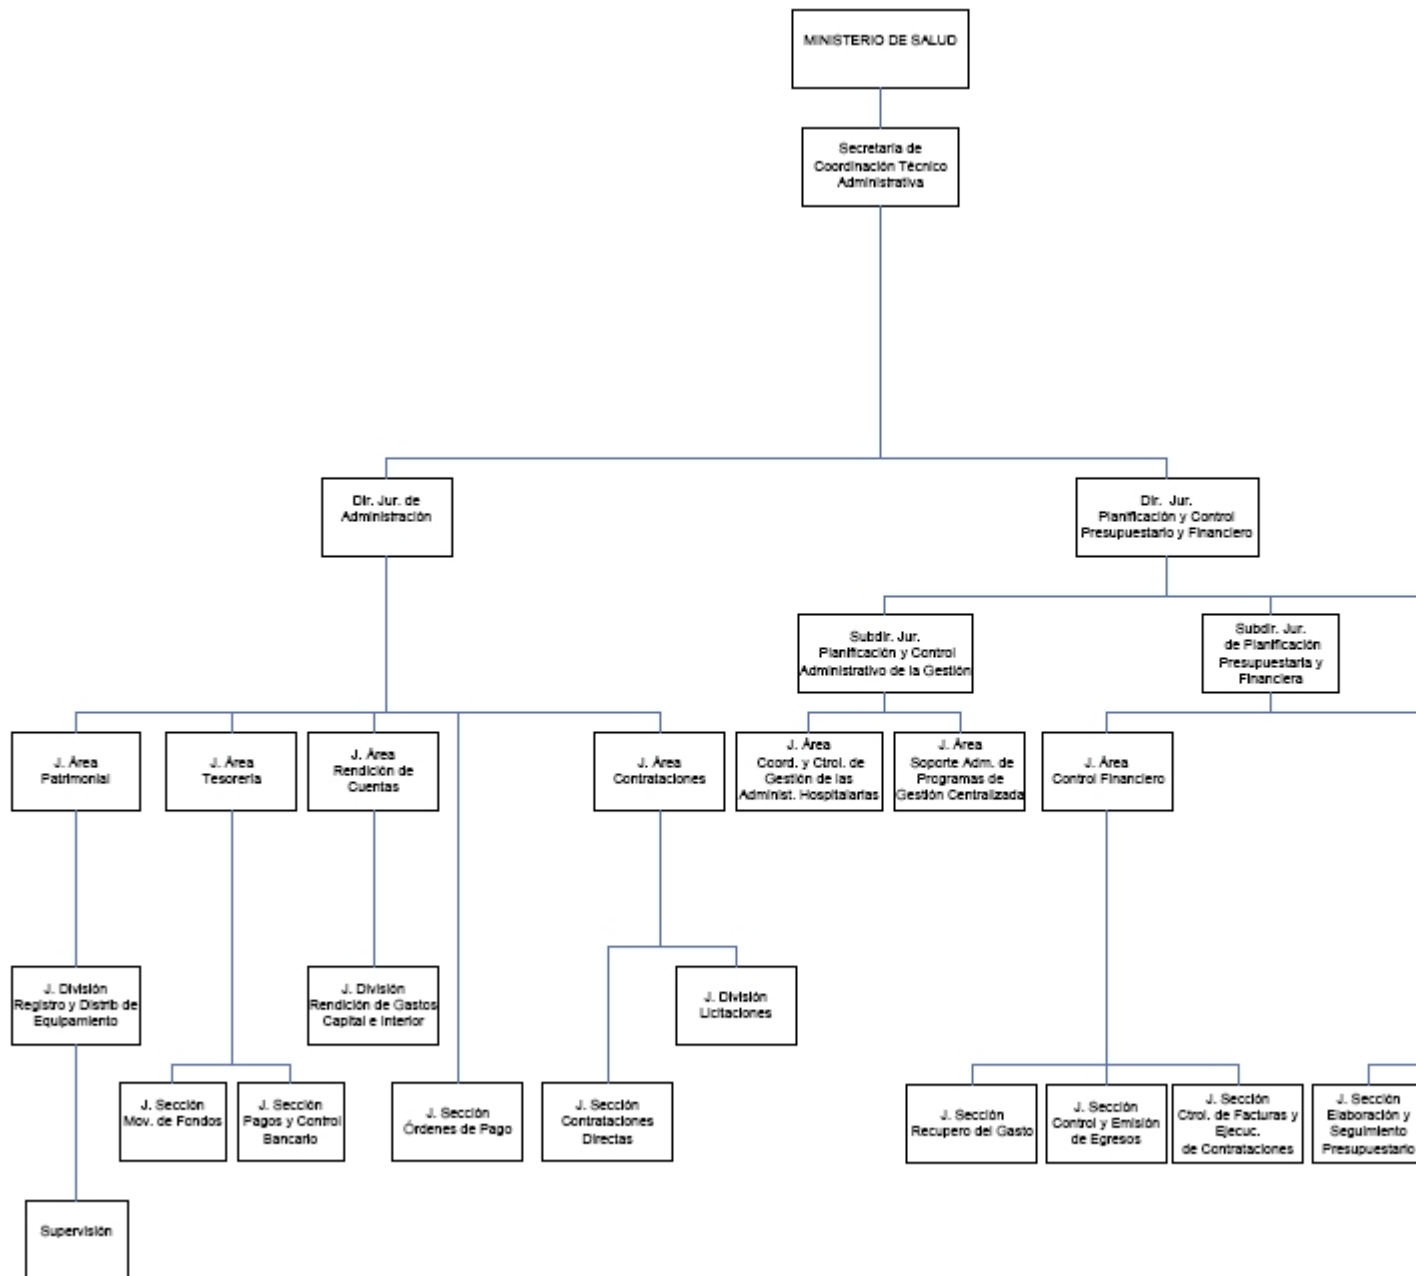 MINISTERIO DE SALUD
Secretaría de
Coordinación Técnico
Administrativa
Dir. Jur. de
Administración
Dir. Jur.
Planificación y Control
Presupuestario y Financiero
Subdir. Jur.
Planificación y Control
Administrativo de la Gestión
Subdir. Jur.
de Planificación
Presupuestaria y
Financiera
J. Área
Patrimonial
J. Área
Tesorería
J. Área
Rendición de
Cuentas
J. Área
Contrataciones
J. Área
Coord. y Ctrol. de
Gestión de las
Administ. Hospitalarias
J. Área
Soporte Adm. de
Programas de
Gestión Centralizada
J. Área
Control Financiero
J. División
Registro y Distrib de
Equipamiento
J. División
Rendición de Gastos
Capital e Interior
J. División
Licitaciones
J. Sección
Mov. de Fondos
J. Sección
Pagos y Control
Bancario
J. Sección
Órdenes de Pago
J. Sección
Contrataciones
Directas
J. Sección
Recupero del Gasto
J. Sección
Control y Emisión
de Egresos
J. Sección
Ctrol. de Facturas y
Ejecuc.
de Contrataciones
J. Sección
Elaboración y
Seguimiento
Presupuestario
Supervisión